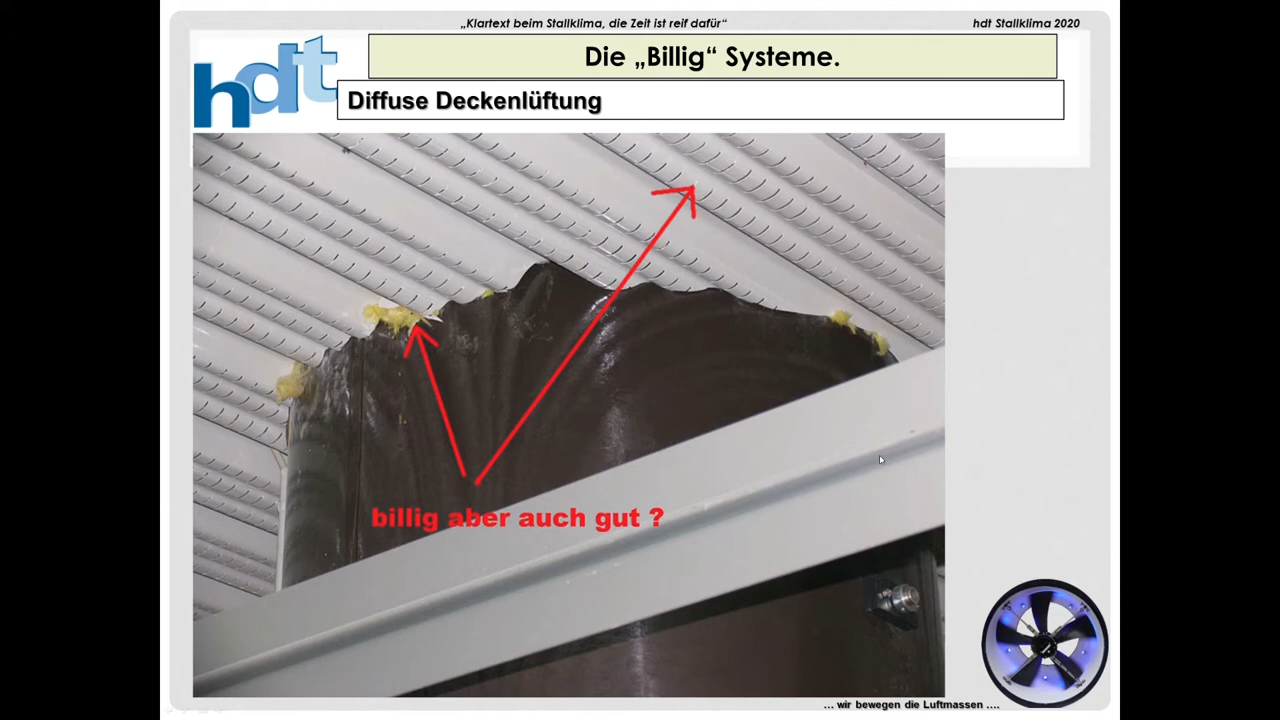 „Klartext beim Stallklima, die Zeit ist reif dafür“
hdt Stallklima 2020
hdt
Die „Billig“ Systeme.
Diffuse Deckenlüftung
billig aber auch gut ?
… wir bewegen die Luftmassen ….